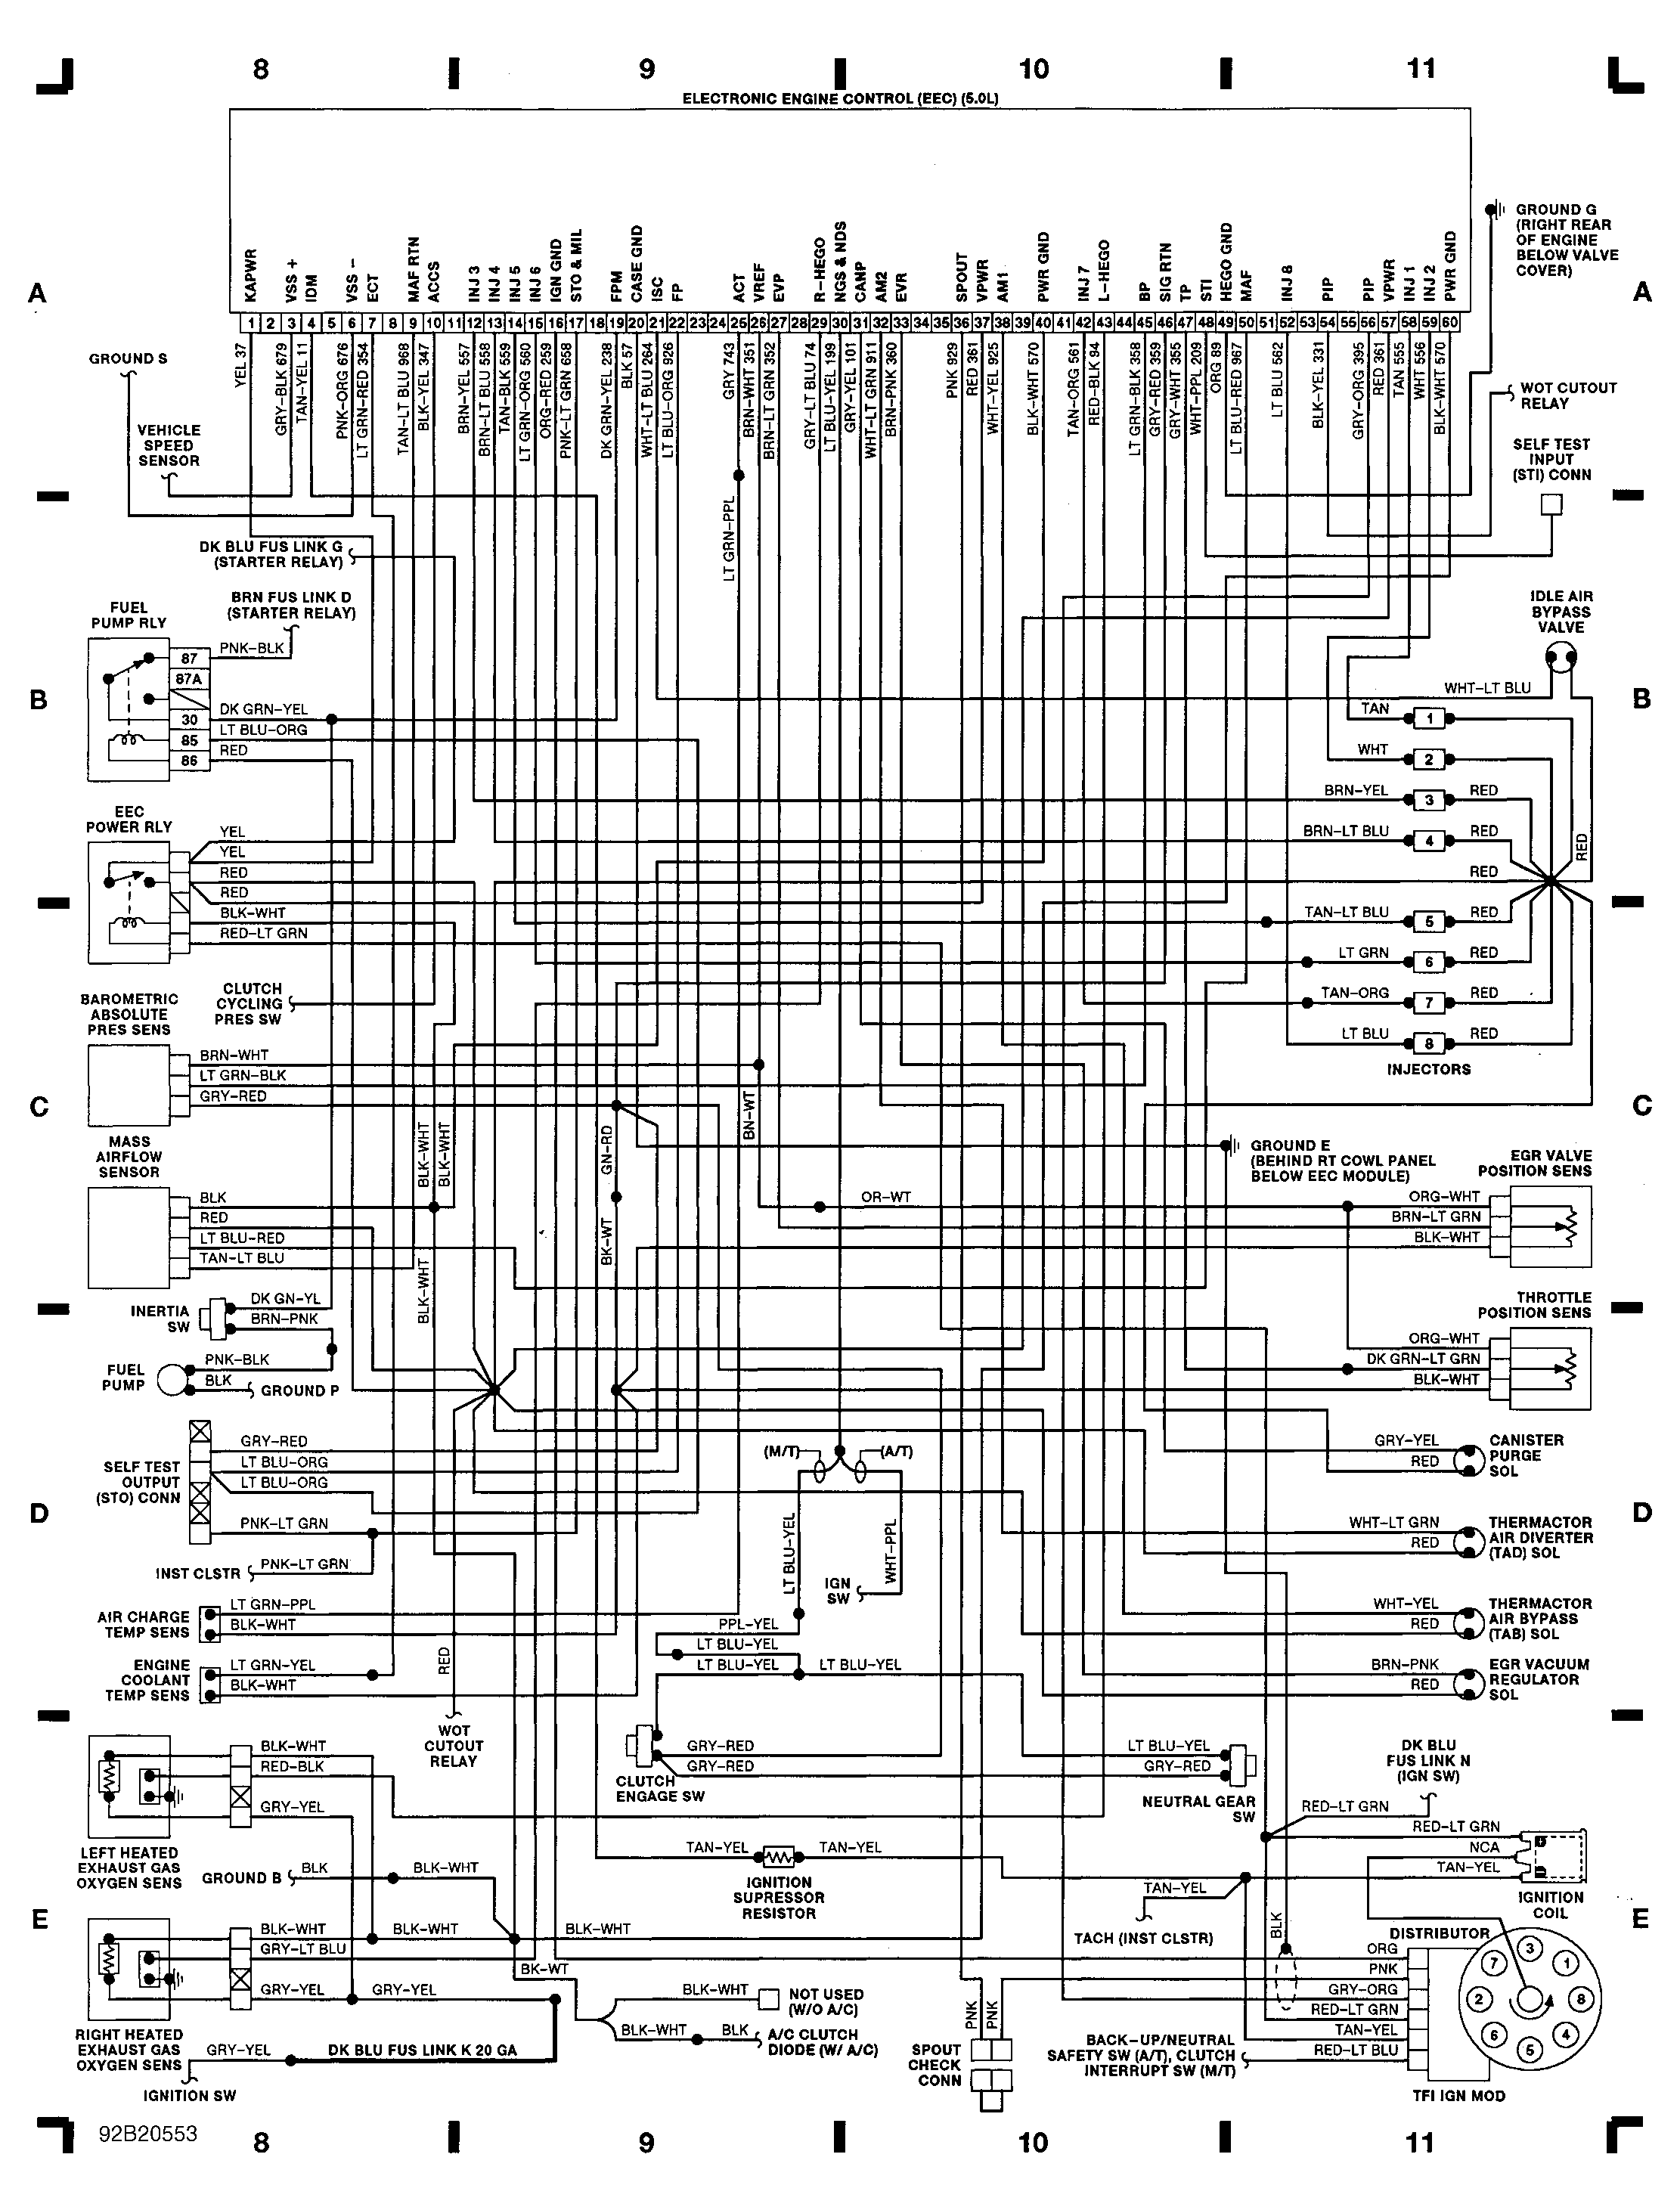 8 9 10 11
ELECTRONIC ENGINE CONTROL (EEC) (5.0L)
A
A
KAPWR
VSS +
IDM
VSS −
ECT
MAF RTN
ACCS
INJ 3
INJ 4
INJ 5
INJ 6
IGN GND
STO & MIL
FPM
CASE GND
ISC
FP
ACT
VREF
EVP
R-HEGO
NGS & NDS
CANP
AM2
EVR
SPOUT
VPWR
AM1
PWR GND
INJ 7
L-HEGO
BP
SIG RTN
TP
STI
HEGO GND
MAF
INJ 8
PIP
PIP
VPWR
INJ 1
INJ 2
PWR GND
1 2 3 4 5 6 7 8 9 10 11 12 13 14 15 16 17 18 19 20 21 22 23 24 25 26 27 28 29 30 31 32 33 34 35 36 37 38 39 40 41 42 43 44 45 46 47 48 49 50 51 52 53 54 55 56 57 58 59 60
YEL 37
GRY-BLK 679
TAN-YEL 11
PNK-ORG 676
LT GRN-RED 354
TAN-LT BLU 968
BLK-YEL 347
BRN-YEL 557
BRN-LT BLU 558
TAN-BLK 559
LT GRN-ORG 560
ORG-RED 259
PNK-LT GRN 658
DK GRN-YEL 238
BLK 57
WHT-LT BLU 264
LT BLU-ORG 926
GRY 743
BRN-WHT 351
BRN-LT GRN 352
GRY-LT BLU 74
LT BLU-YEL 199
GRY-YEL 101
WHT-LT GRN 911
BRN-PNK 360
PNK 929
RED 361
WHT-YEL 925
BLK-WHT 570
TAN-ORG 561
RED-BLK 94
LT GRN-BLK 358
GRY-RED 359
GRY-WHT 355
WHT-PPL 209
ORG 89
LT BLU-RED 967
LT BLU 562
BLK-YEL 331
GRY-ORG 395
RED 361
TAN 555
WHT 556
BLK-WHT 570
GROUND G
(RIGHT REAR
OF ENGINE
BELOW VALVE
COVER)
WOT CUTOUT
RELAY
SELF TEST
INPUT
(STI) CONN
GROUND S
VEHICLE
SPEED
SENSOR
LT GRN-PPL
DK BLU FUS LINK G
(STARTER RELAY)
BRN FUS LINK D
(STARTER RELAY)
FUEL
PUMP RLY
87
87A
30
85
86
PNK-BLK
DK GRN-YEL
LT BLU-ORG
RED
B
B
IDLE AIR
BYPASS
VALVE
WHT-LT BLU
TAN
1
WHT
2
BRN-YEL
3
RED
BRN-LT BLU
4
RED
RED
RED
TAN-LT BLU
5
RED
LT GRN
6
RED
TAN-ORG
7
RED
LT BLU
8
RED
INJECTORS
EEC
POWER RLY
YEL
YEL
RED
RED
BLK-WHT
RED-LT GRN
CLUTCH
CYCLING
PRES SW
BAROMETRIC
ABSOLUTE
PRES SENS
BRN-WHT
LT GRN-BLK
GRY-RED
C
C
BLK-WHT
BLK-WHT
GN-RD
BN-WT
GROUND E
(BEHIND RT COWL PANEL
BELOW EEC MODULE)
MASS
AIRFLOW
SENSOR
BLK
RED
LT BLU-RED
TAN-LT BLU
BLK-WHT
BK-WT
OR-WT
EGR VALVE
POSITION SENS
ORG-WHT
BRN-LT GRN
BLK-WHT
INERTIA
SW
DK GN-YL
BRN-PNK
THROTTLE
POSITION SENS
ORG-WHT
DK GRN-LT GRN
BLK-WHT
FUEL
PUMP
PNK-BLK
BLK
GROUND P
SELF TEST
OUTPUT
(STO) CONN
GRY-RED
LT BLU-ORG
LT BLU-ORG
PNK-LT GRN
(M/T)
(A/T)
GRY-YEL
RED
CANISTER
PURGE
SOL
D
D
LT BLU-YEL
WHT-PPL
IGN
SW
WHT-LT GRN
RED
THERMACTOR
AIR DIVERTER
(TAD) SOL
INST CLSTR
PNK-LT GRN
AIR CHARGE
TEMP SENS
LT GRN-PPL
BLK-WHT
WHT-YEL
RED
THERMACTOR
AIR BYPASS
(TAB) SOL
PPL-YEL
LT BLU-YEL
LT BLU-YEL
LT BLU-YEL
ENGINE
COOLANT
TEMP SENS
LT GRN-YEL
BLK-WHT
RED
BRN-PNK
RED
EGR VACUUM
REGULATOR
SOL
WOT
CUTOUT
RELAY
BLK-WHT
RED-BLK
GRY-YEL
LEFT HEATED
EXHAUST GAS
OXYGEN SENS
CLUTCH
ENGAGE SW
GRY-RED
GRY-RED
LT BLU-YEL
GRY-RED
NEUTRAL GEAR
SW
DK BLU
FUS LINK N
(IGN SW)
RED-LT GRN
RED-LT GRN
NCA
TAN-YEL
IGNITION
COIL
TAN-YEL
TAN-YEL
IGNITION
SUPRESSOR
RESISTOR
GROUND B
BLK
BLK-WHT
TAN-YEL
TACH (INST CLSTR)
BLK
E
E
BLK-WHT
BLK-WHT
BLK-WHT
GRY-LT BLU
GRY-YEL
GRY-YEL
RIGHT HEATED
EXHAUST GAS
OXYGEN SENS
GRY-YEL
DK BLU FUS LINK K 20 GA
IGNITION SW
BK-WT
BLK-WHT
NOT USED
(W/O A/C)
BLK-WHT
BLK
A/C CLUTCH
DIODE (W/ A/C)
PNK
PNK
SPOUT
CHECK
CONN
DISTRIBUTOR
ORG
PNK
GRY-ORG
RED-LT GRN
TAN-YEL
RED-LT BLU
3
1
8
4
5
6
2
7
BACK-UP/NEUTRAL
SAFETY SW (A/T), CLUTCH
INTERRUPT SW (M/T)
TFI IGN MOD
92B20553
8 9 10 11